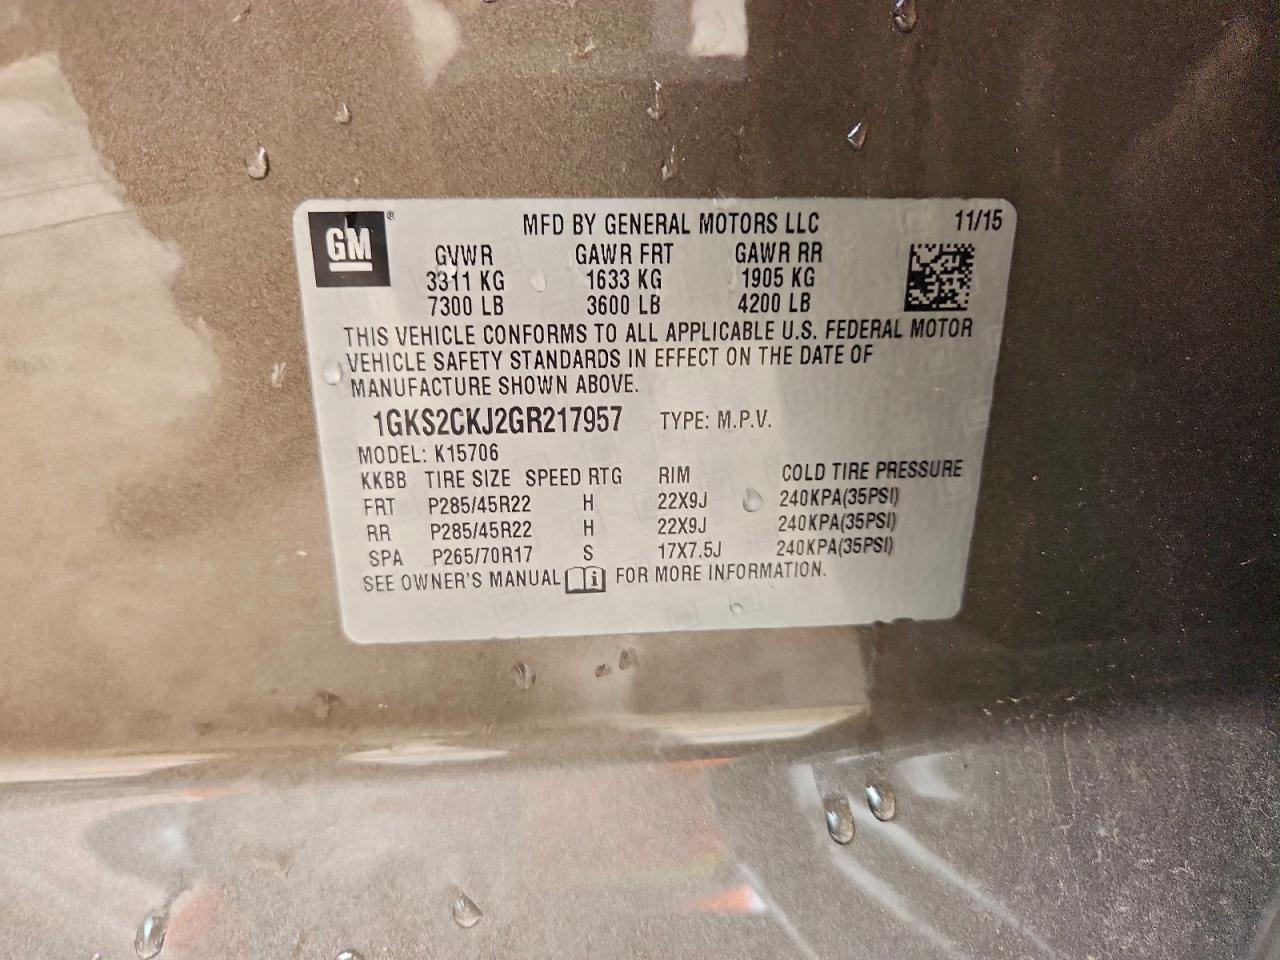 GM ®
MFD BY GENERAL MOTORS LLC 11/15
GVWR GAWR FRT GAWR RR
3311 KG 1633 KG 1905 KG
7300 LB 3600 LB 4200 LB
THIS VEHICLE CONFORMS TO ALL APPLICABLE U.S. FEDERAL MOTOR
VEHICLE SAFETY STANDARDS IN EFFECT ON THE DATE OF
MANUFACTURE SHOWN ABOVE.
1GKS2CKJ2GR217957 TYPE: M.P.V.
MODEL: K15706
KKBB TIRE SIZE SPEED RTG RIM COLD TIRE PRESSURE
FRT P285/45R22 H 22X9J 240KPA(35PSI)
RR P285/45R22 H 22X9J 240KPA(35PSI)
SPA P265/70R17 S 17X7.5J 240KPA(35PSI)
SEE OWNER'S MANUAL i FOR MORE INFORMATION.